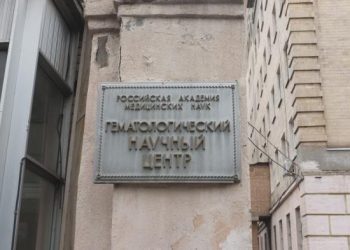 РОССИЙСКАЯ АКАДЕМИЯ
МЕДИЦИНСКИХ НАУК
ГЕМАТОЛОГИЧЕСКИЙ
НАУЧНЫЙ
ЦЕНТР